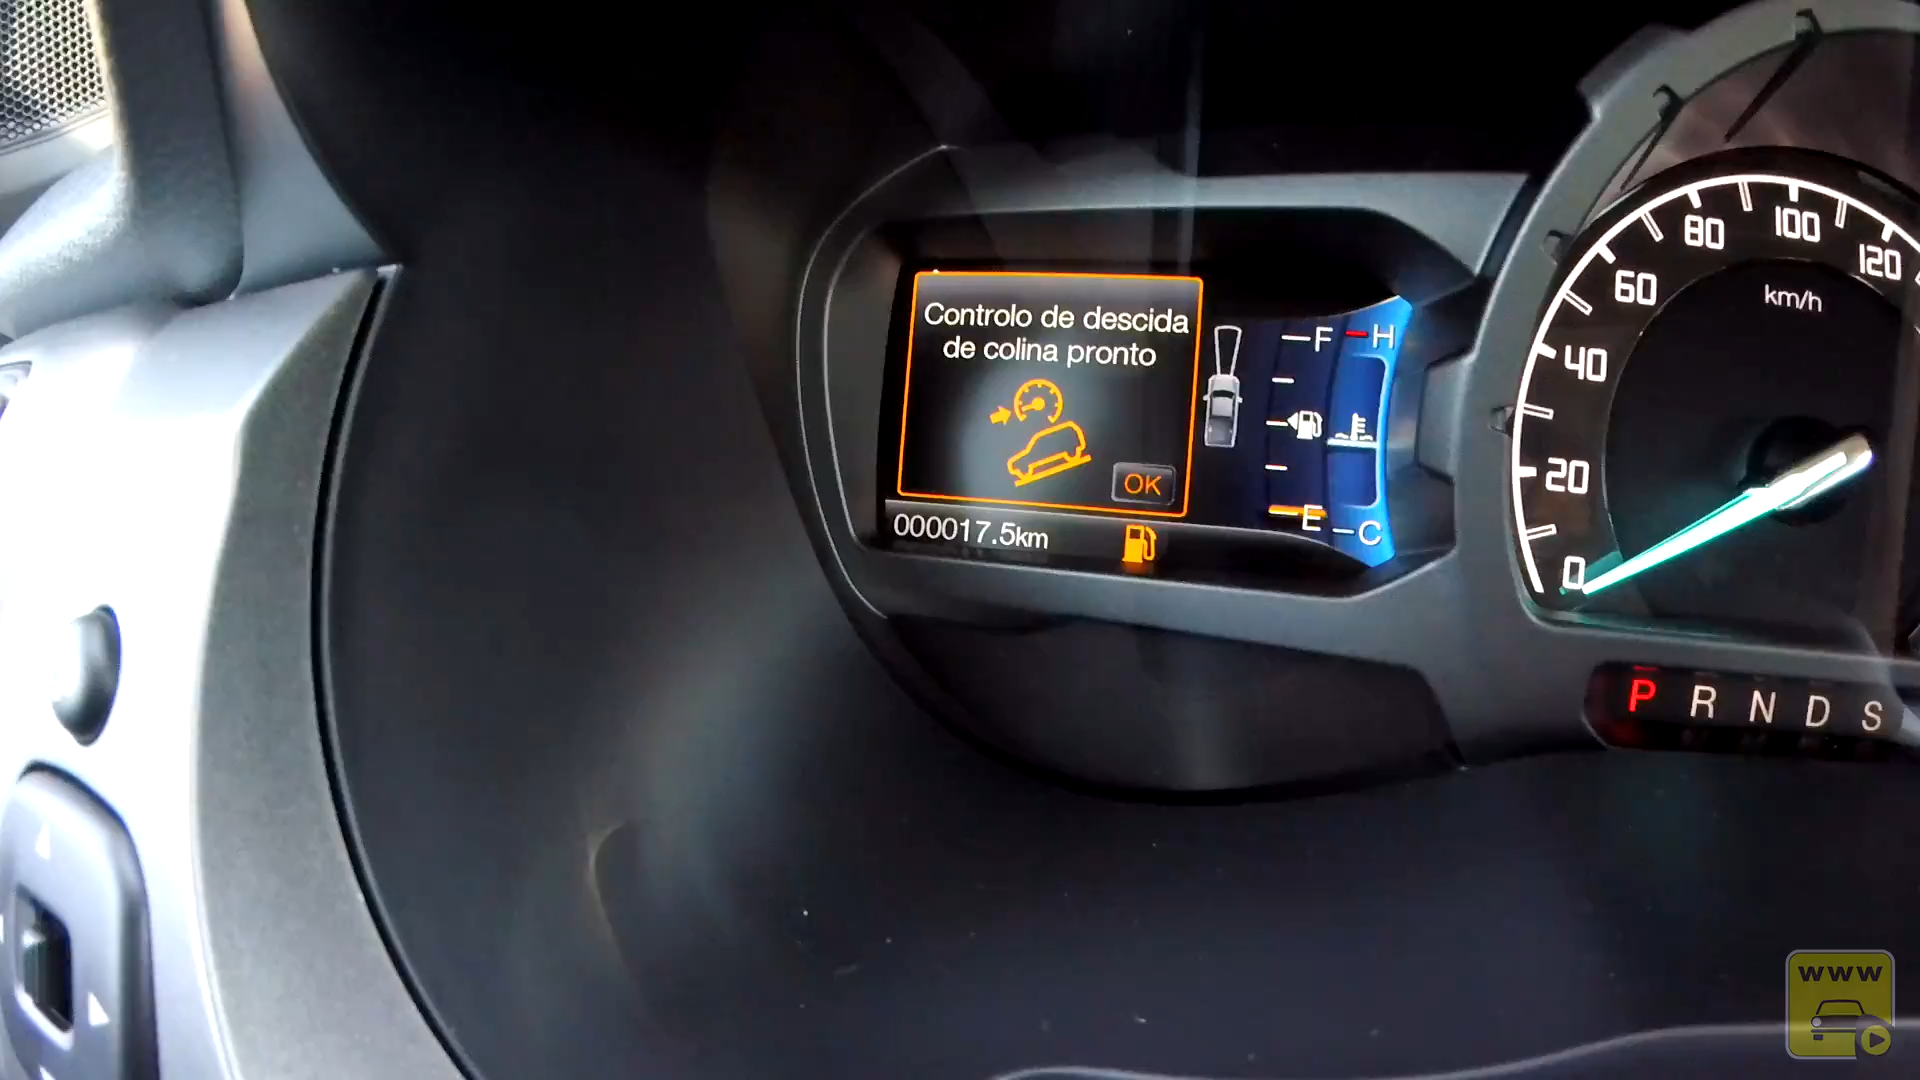 Controlo de descida
de colina pronto
OK
000017.5km
F
H
E
C
0
20
40
60
80
100
120
km/h
P R N D S
www